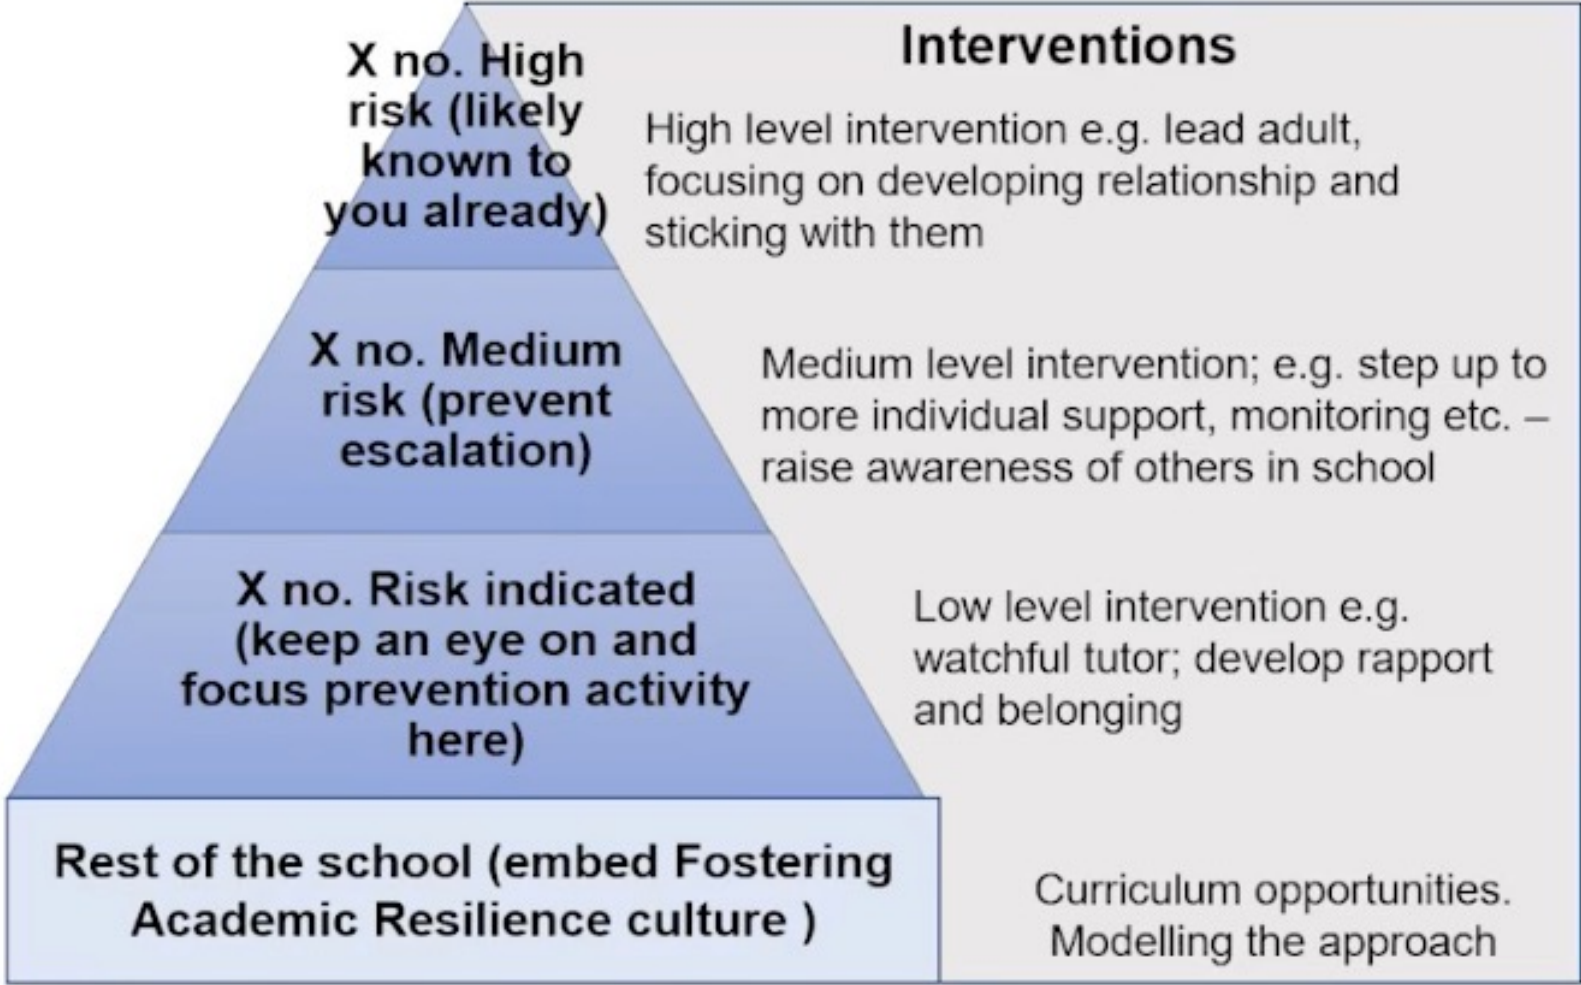 Interventions
X no. High
risk (likely
known to
you already)
High level intervention e.g. lead adult,
focusing on developing relationship and
sticking with them
X no. Medium
risk (prevent
escalation)
Medium level intervention; e.g. step up to
more individual support, monitoring etc. –
raise awareness of others in school
X no. Risk indicated
(keep an eye on and
focus prevention activity
here)
Low level intervention e.g.
watchful tutor; develop rapport
and belonging
Rest of the school (embed Fostering
Academic Resilience culture )
Curriculum opportunities.
Modelling the approach